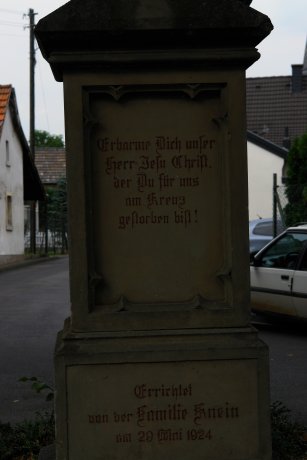 Erbarme Dich unser
Herr Jesu Christ,
der Du für uns
am Kreuz
gestorben bist!
Errichtet
von der Familie Knein
am 29 Mai 1924